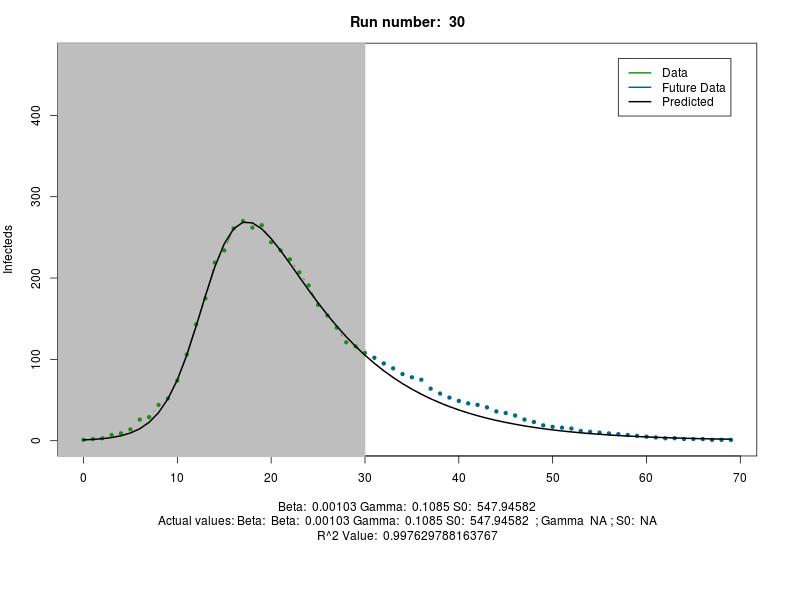 Run number: 30
Data
Future Data
Predicted
400
300
200
100
0
Infecteds
0 10 20 30 40 50 60 70
Beta: 0.00103 Gamma: 0.1085 S0: 547.94582
Actual values: Beta: Beta: 0.00103 Gamma: 0.1085 S0: 547.94582 ; Gamma NA ; S0: NA
R^2 Value: 0.997629788163767